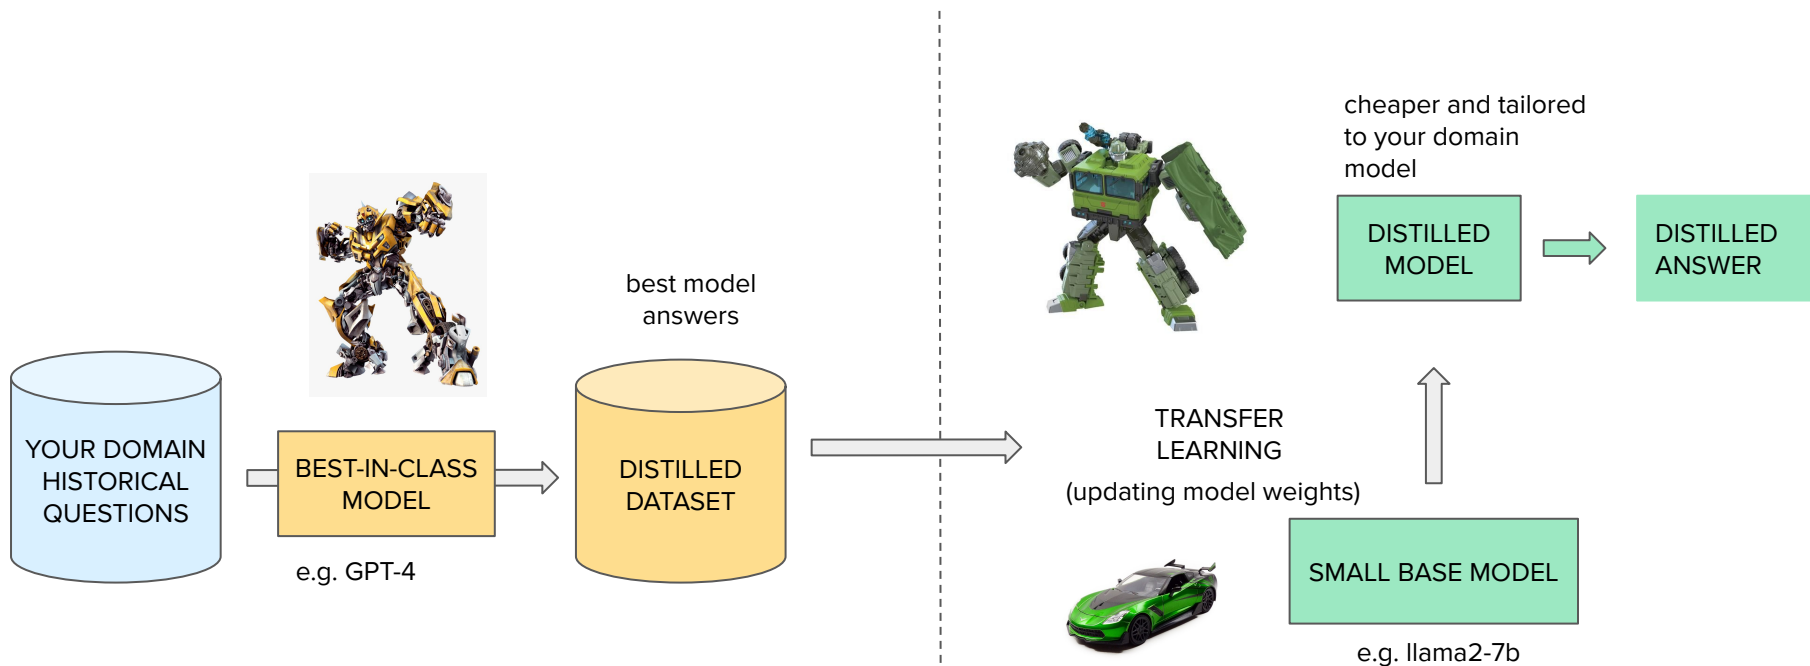 YOUR DOMAIN
HISTORICAL
QUESTIONS
BEST-IN-CLASS
MODEL
e.g. GPT-4
best model
answers
DISTILLED
DATASET
TRANSFER
LEARNING
(updating model weights)
SMALL BASE MODEL
e.g. llama2-7b
cheaper and tailored
to your domain
model
DISTILLED
MODEL
DISTILLED
ANSWER